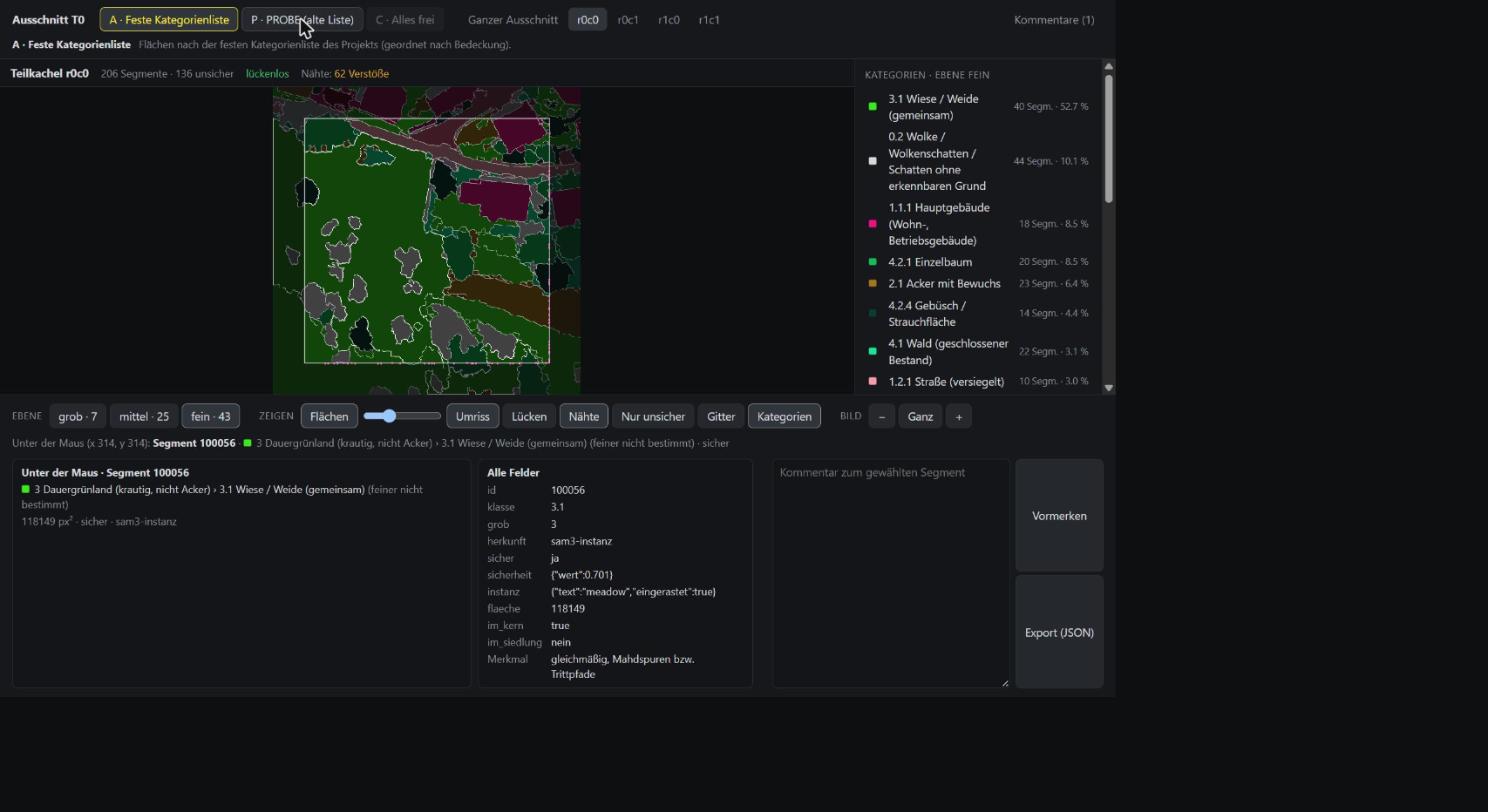 Ausschnitt T0
A · Feste Kategorienliste
P · PROBE (alte Liste)
C · Alles frei
Ganzer Ausschnitt
r0c0
r0c1
r1c0
r1c1
Kommentare (1)
A · Feste Kategorienliste Flächen nach der festen Kategorienliste des Projekts (geordnet nach Bedeckung).
Teilkachel r0c0 206 Segmente · 136 unsicher lückenlos Nähte: 62 Verstöße
KATEGORIEN · EBENE FEIN
3.1 Wiese / Weide
(gemeinsam)
40 Segm. · 52.7 %
0.2 Wolke /
Wolkenschatten /
Schatten ohne
erkennbaren Grund
44 Segm. · 10.1 %
1.1.1 Hauptgebäude
(Wohn-,
Betriebsgebäude)
18 Segm. · 8.5 %
4.2.1 Einzelbaum
20 Segm. · 8.5 %
2.1 Acker mit Bewuchs
23 Segm. · 6.4 %
4.2.4 Gebüsch /
Strauchfläche
14 Segm. · 4.4 %
4.1 Wald (geschlossener
Bestand)
22 Segm. · 3.1 %
1.2.1 Straße (versiegelt)
10 Segm. · 3.0 %
EBENE
grob · 7
mittel · 25
fein · 43
ZEIGEN
Flächen
Umriss
Lücken
Nähte
Nur unsicher
Gitter
Kategorien
BILD
−
Ganz
+
Unter der Maus (x 314, y 314): Segment 100056 · 3 Dauergrünland (krautig, nicht Acker) › 3.1 Wiese / Weide (gemeinsam) (feiner nicht bestimmt) · sicher
Unter der Maus · Segment 100056
3 Dauergrünland (krautig, nicht Acker) › 3.1 Wiese / Weide (gemeinsam) (feiner nicht
bestimmt)
118149 px² · sicher · sam3-instanz
Alle Felder
id 100056
klasse 3.1
grob 3
herkunft sam3-instanz
sicher ja
sicherheit {"wert":0.701}
instanz {"text":"meadow","eingerastet":true}
flaeche 118149
im_kern true
im_siedlung nein
Merkmal gleichmäßig, Mahdspuren bzw.
Trittpfade
Kommentar zum gewählten Segment
Vormerken
Export (JSON)